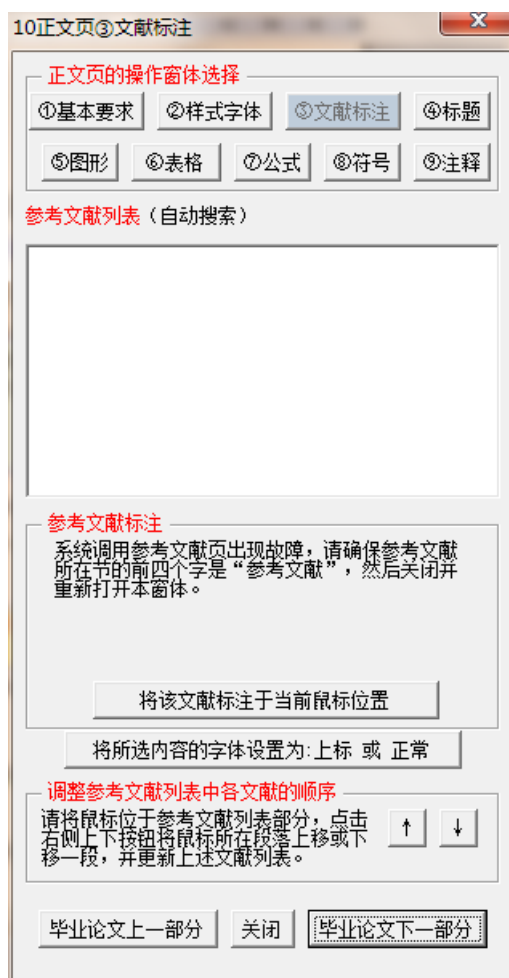 10正文页③文献标注
X
正文页的操作窗体选择
①基本要求 ②样式字体 ③文献标注 ④标题
⑤图形 ⑥表格 ⑦公式 ⑧符号 ⑨注释
参考文献列表（自动搜索）
参考文献标注
系统调用参考文献页出现故障，请确保参考文献
所在节的前四个字是“参考文献”，然后关闭并
重新打开本窗体。
将该文献标注于当前鼠标位置
将所选内容的字体设置为:上标 或 正常
调整参考文献列表中各文献的顺序
请将鼠标位于参考文献列表部分，点击
右侧上下按钮将鼠标所在段落上移或下
移一段，并更新上述文献列表。
↑ ↓
毕业论文上一部分 关闭 毕业论文下一部分